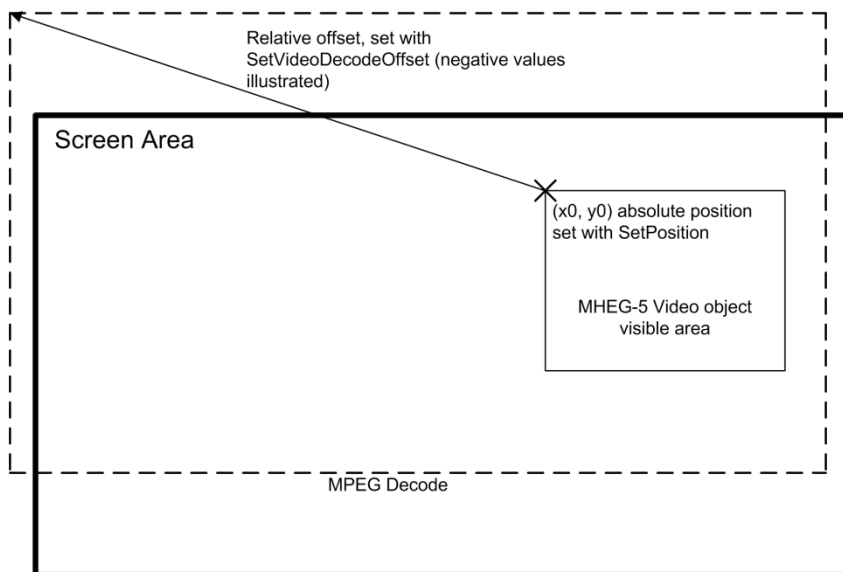 Relative offset, set with
SetVideoDecodeOffset (negative values
illustrated)
Screen Area
(x0, y0) absolute position
set with SetPosition
MHEG-5 Video object
visible area
MPEG Decode